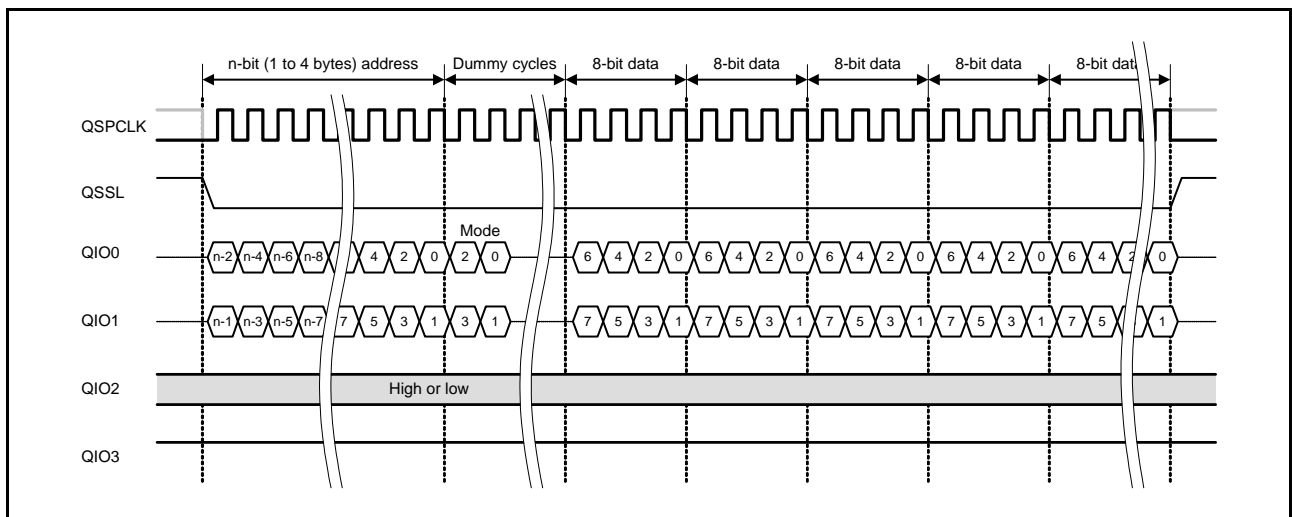 n-bit (1 to 4 bytes) address Dummy cycles 8-bit data 8-bit data 8-bit data 8-bit data 8-bit data
QSPCLK
QSSL
Mode
QIO0 n-2 n-4 n-6 n-8 4 2 0 2 0 6 4 2 0 6 4 2 0 6 4 2 0 6 4 2 0 6 4 2 0
QIO1 n-1 n-3 n-5 n-7 7 5 3 1 3 1 7 5 3 1 7 5 3 1 7 5 3 1 7 5 3 1 7 5 1
QIO2 High or low
QIO3